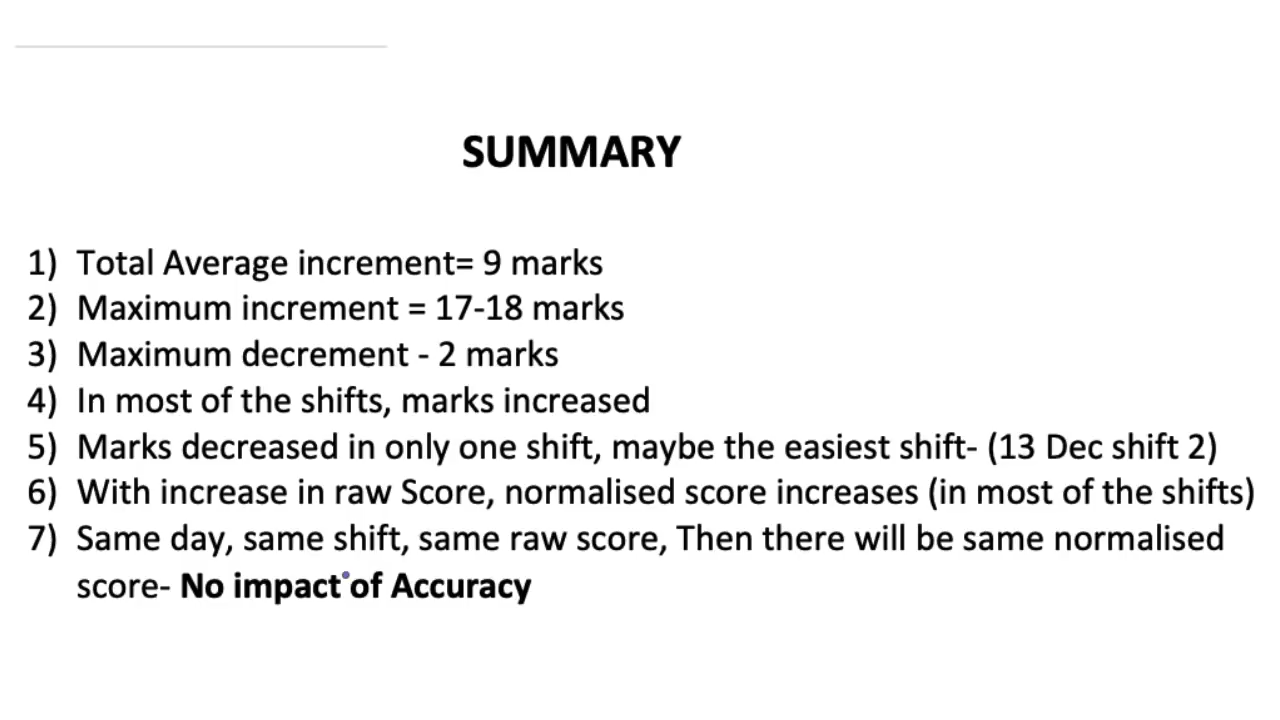 SUMMARY
1) Total Average increment= 9 marks
2) Maximum increment = 17-18 marks
3) Maximum decrement - 2 marks
4) In most of the shifts, marks increased
5) Marks decreased in only one shift, maybe the easiest shift- (13 Dec shift 2)
6) With increase in raw Score, normalised score increases (in most of the shifts)
7) Same day, same shift, same raw score, Then there will be same normalised
score- No impact of Accuracy